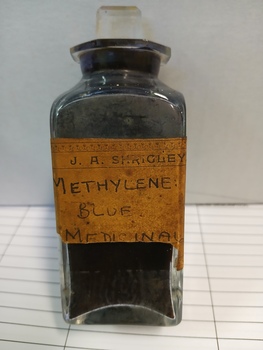 J. A. SHRIGLEY
METHYLENE.
BLUE.
MEDICINAL